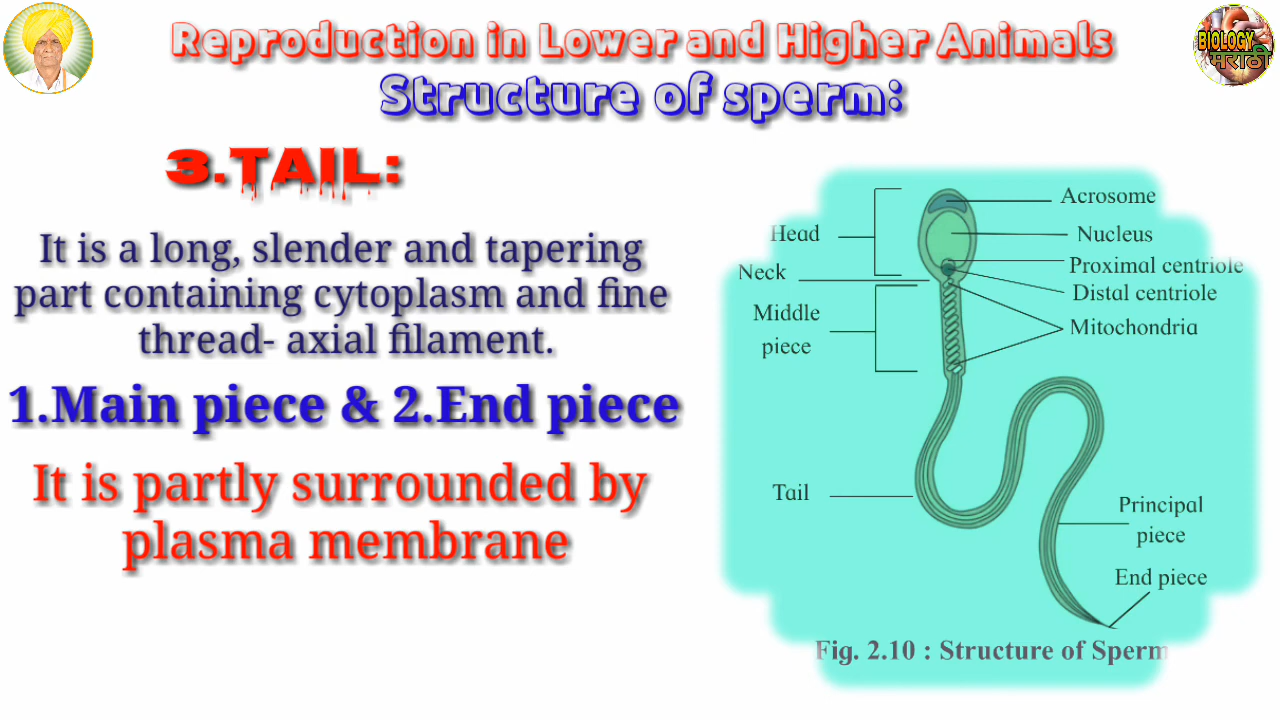 Reproduction in Lower and Higher Animals
Structure of sperm:
BIOLOGY
मराठी
3.TAIL:
It is a long, slender and tapering
part containing cytoplasm and fine
thread- axial filament.
1.Main piece & 2.End piece
It is partly surrounded by
plasma membrane
Acrosome
Head
Nucleus
Proximal centriole
Neck
Distal centriole
Middle
piece
Mitochondria
Tail
Principal
piece
End piece
Fig. 2.10 : Structure of Sperm